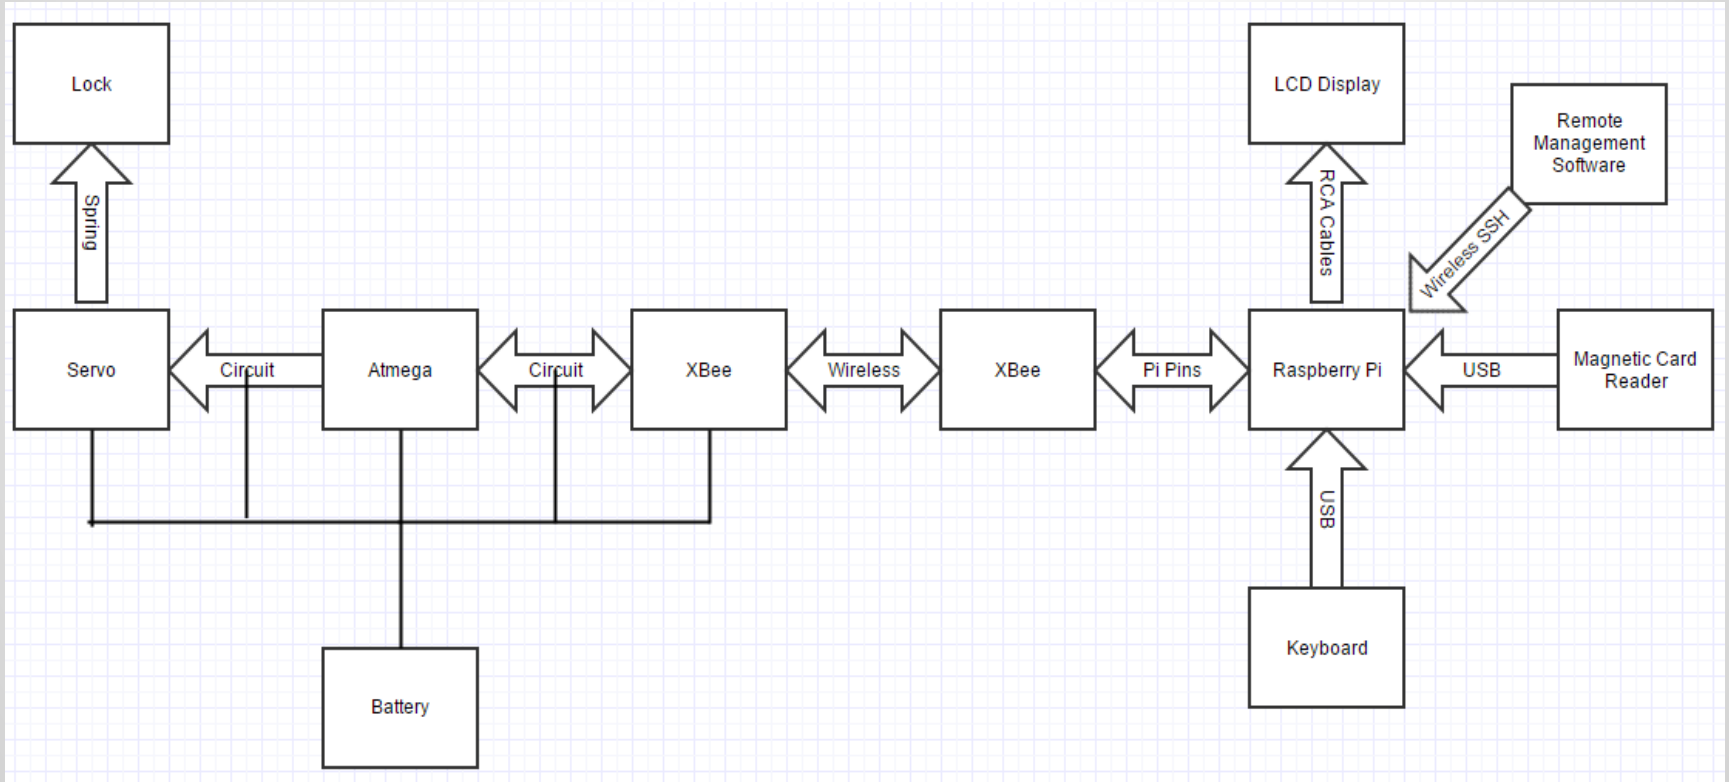 Lock
LCD Display
Remote
Management
Software
Spring
RCA Cables
Wireless SSH
Servo
Circuit
Atmega
Circuit
XBee
Wireless
XBee
Pi Pins
Raspberry Pi
USB
Magnetic Card
Reader
USB
Keyboard
Battery